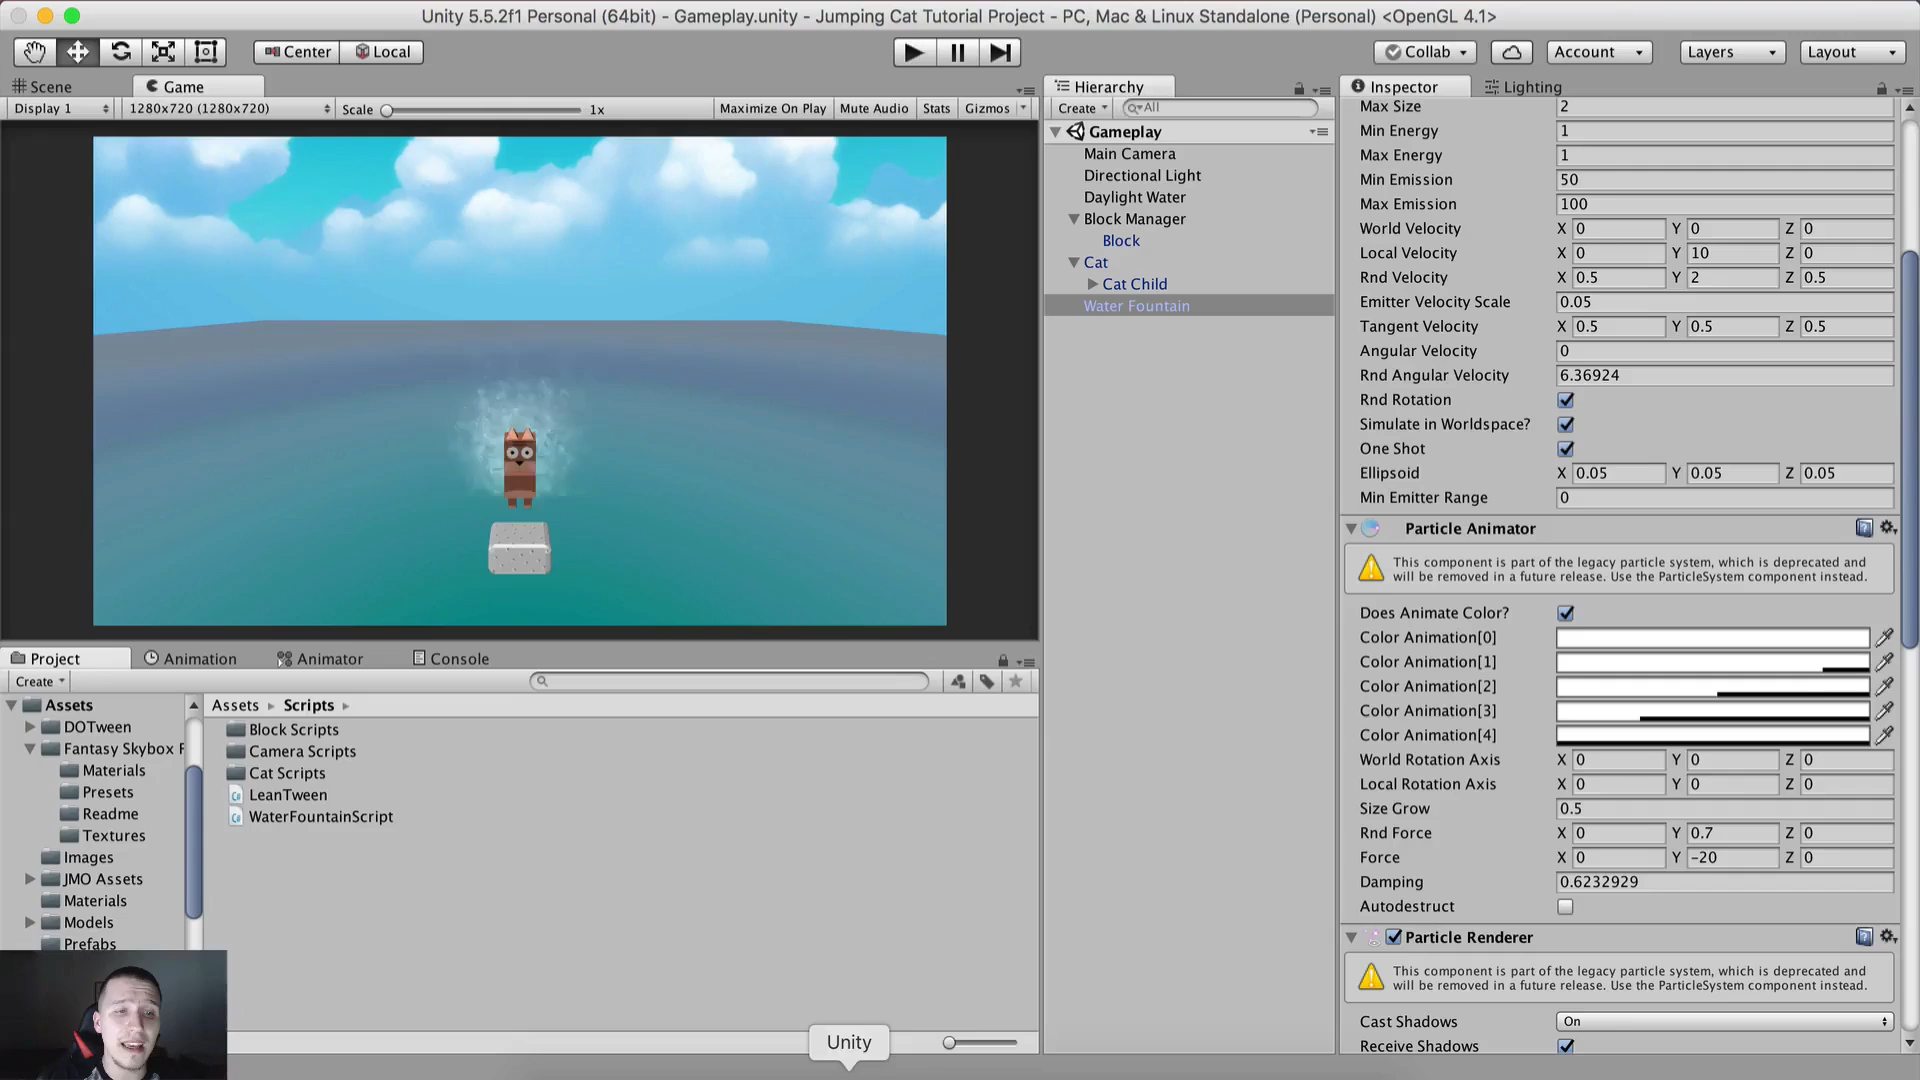 Unity 5.5.2f1 Personal (64bit) - Gameplay.unity - Jumping Cat Tutorial Project - PC, Mac & Linux Standalone (Personal) <OpenGL 4.1>
Center Local Collab Account Layers Layout
Scene Game
Display 1 1280x720 (1280x720) Scale 1x Maximize On Play Mute Audio Stats Gizmos
Hierarchy
Create All
Gameplay
Main Camera
Directional Light
Daylight Water
Block Manager
Block
Cat
Cat Child
Water Fountain
Inspector Lighting
Max Size 2
Min Energy 1
Max Energy 1
Min Emission 50
Max Emission 100
World Velocity X 0 Y 0 Z 0
Local Velocity X 0 Y 10 Z 0
Rnd Velocity X 0.5 Y 2 Z 0.5
Emitter Velocity Scale 0.05
Tangent Velocity X 0.5 Y 0.5 Z 0.5
Angular Velocity 0
Rnd Angular Velocity 6.36924
Rnd Rotation
Simulate in Worldspace?
One Shot
Ellipsoid X 0.05 Y 0.05 Z 0.05
Min Emitter Range 0
Particle Animator
This component is part of the legacy particle system, which is deprecated and
will be removed in a future release. Use the ParticleSystem component instead.
Does Animate Color?
Color Animation[0]
Color Animation[1]
Color Animation[2]
Color Animation[3]
Color Animation[4]
World Rotation Axis X 0 Y 0 Z 0
Local Rotation Axis X 0 Y 0 Z 0
Size Grow 0.5
Rnd Force X 0 Y 0.7 Z 0
Force X 0 Y -20 Z 0
Damping 0.6232929
Autodestruct
Particle Renderer
This component is part of the legacy particle system, which is deprecated and
will be removed in a future release. Use the ParticleSystem component instead.
Cast Shadows On
Receive Shadows
Project Animation Animator Console
Create
Assets
DOTween
Fantasy Skybox F
Materials
Presets
Readme
Textures
Images
JMO Assets
Materials
Models
Prefabs
Assets Scripts
Block Scripts
Camera Scripts
Cat Scripts
LeanTween
WaterFountainScript
Unity